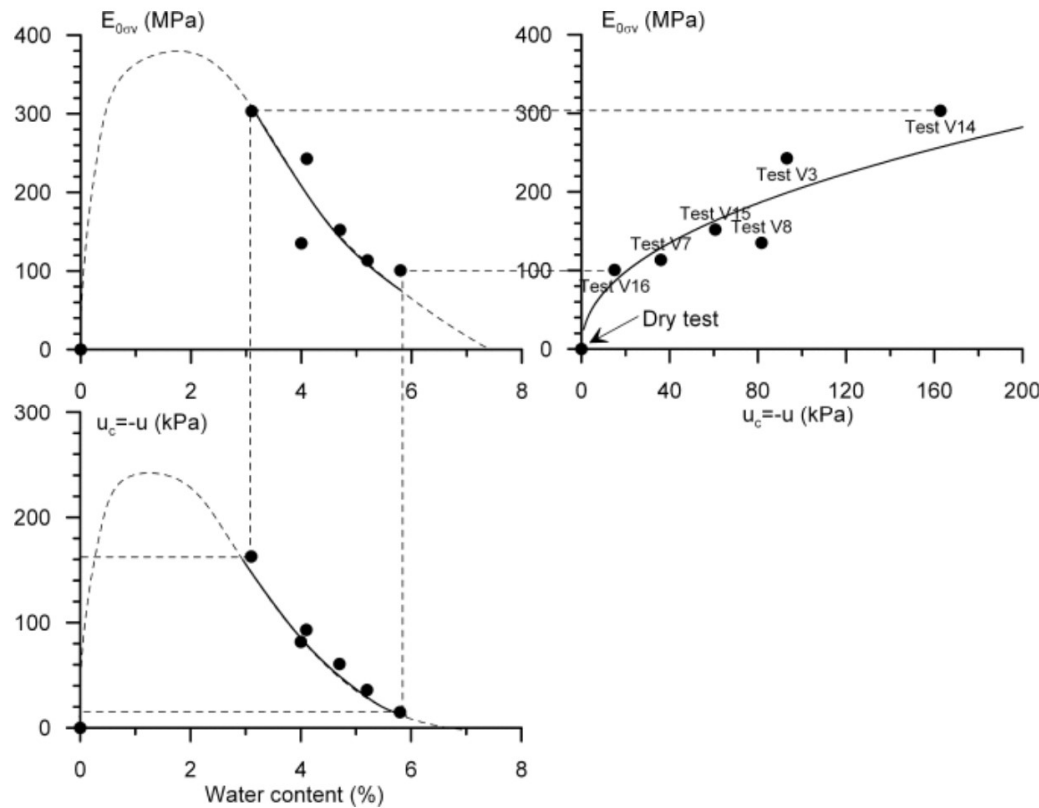 E0σv (MPa)
400
300
200
100
0
0 2 4 6 8
E0σv (MPa)
400
300
200
100
0
Test V14
Test V3
Test V15
Test V8
Test V7
Test V16
Dry test
0 40 80 120 160 200
uc=-u (kPa)
300
uc=-u (kPa)
200
100
0
0 2 4 6 8
Water content (%)